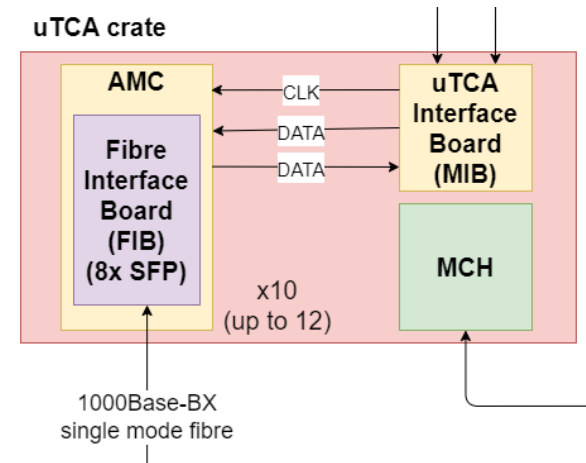 uTCA crate
AMC
Fibre
Interface
Board
(FIB)
(8x SFP)
CLK
DATA
DATA
uTCA
Interface
Board
(MIB)
MCH
x10
(up to 12)
1000Base-BX
single mode fibre